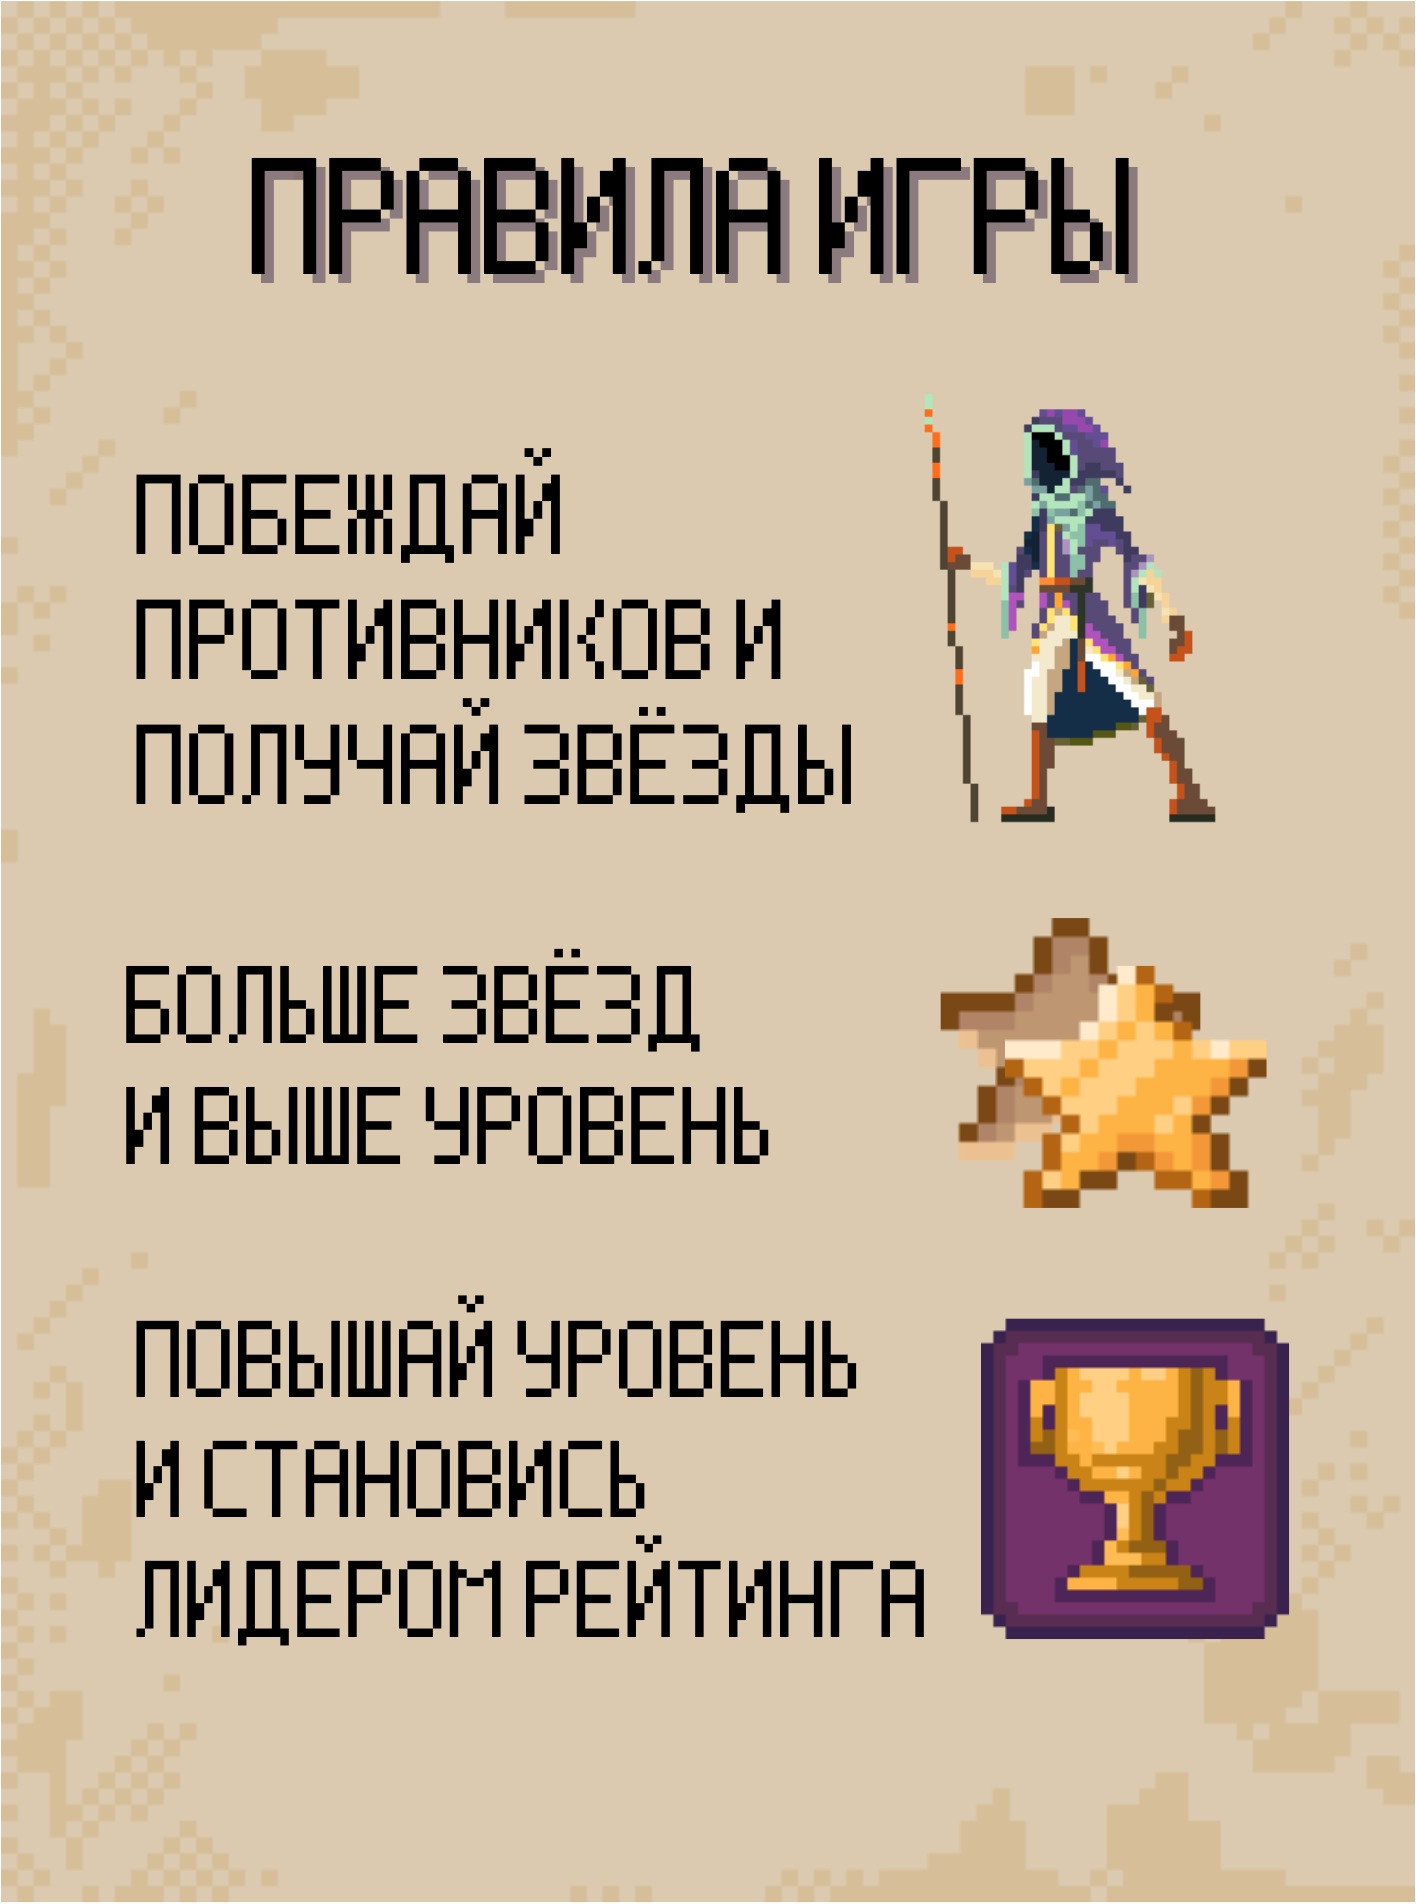 ПРАВИЛА ИГРЫ
ПОБЕЖДАЙ
ПРОТИВНИКОВ И
ПОЛУЧАЙ ЗВЁЗДЫ
БОЛЬШЕ ЗВЁЗД
И ВЫШЕ УРОВЕНЬ
ПОВЫШАЙ УРОВЕНЬ
И СТАНОВИСЬ
ЛИДЕРОМ РЕЙТИНГА